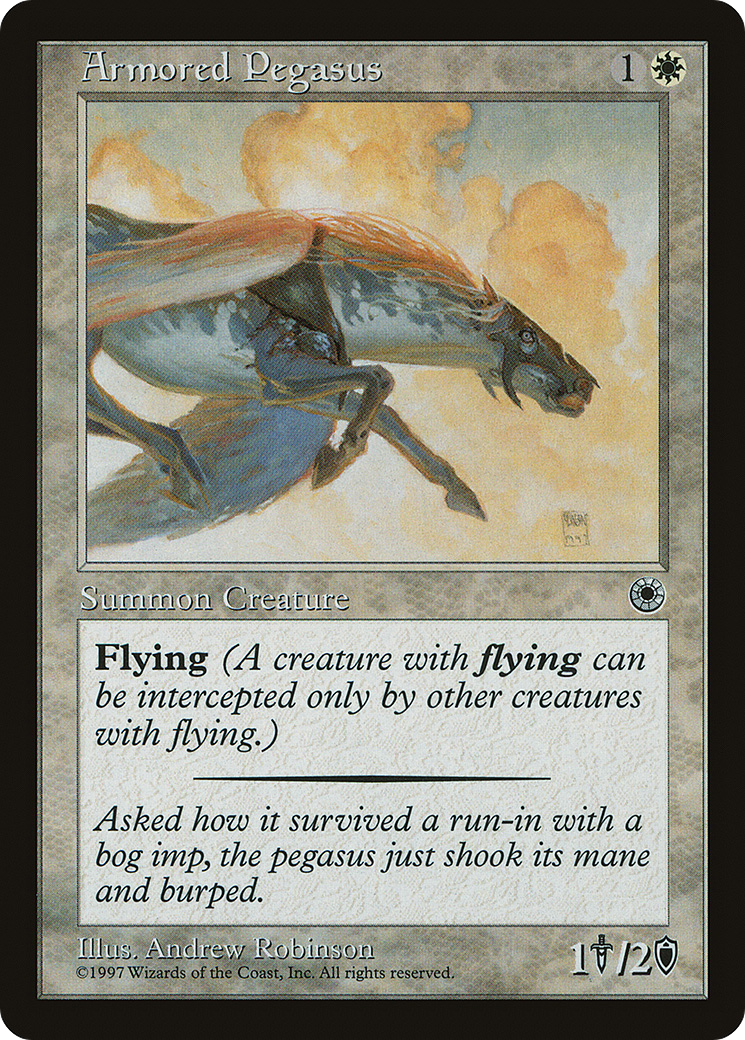 Armored Pegasus 1
Summon Creature
Flying (A creature with flying can
be intercepted only by other creatures
with flying.)
Asked how it survived a run-in with a
bog imp, the pegasus just shook its mane
and burped.
Illus. Andrew Robinson
©1997 Wizards of the Coast, Inc. All rights reserved.
1/2